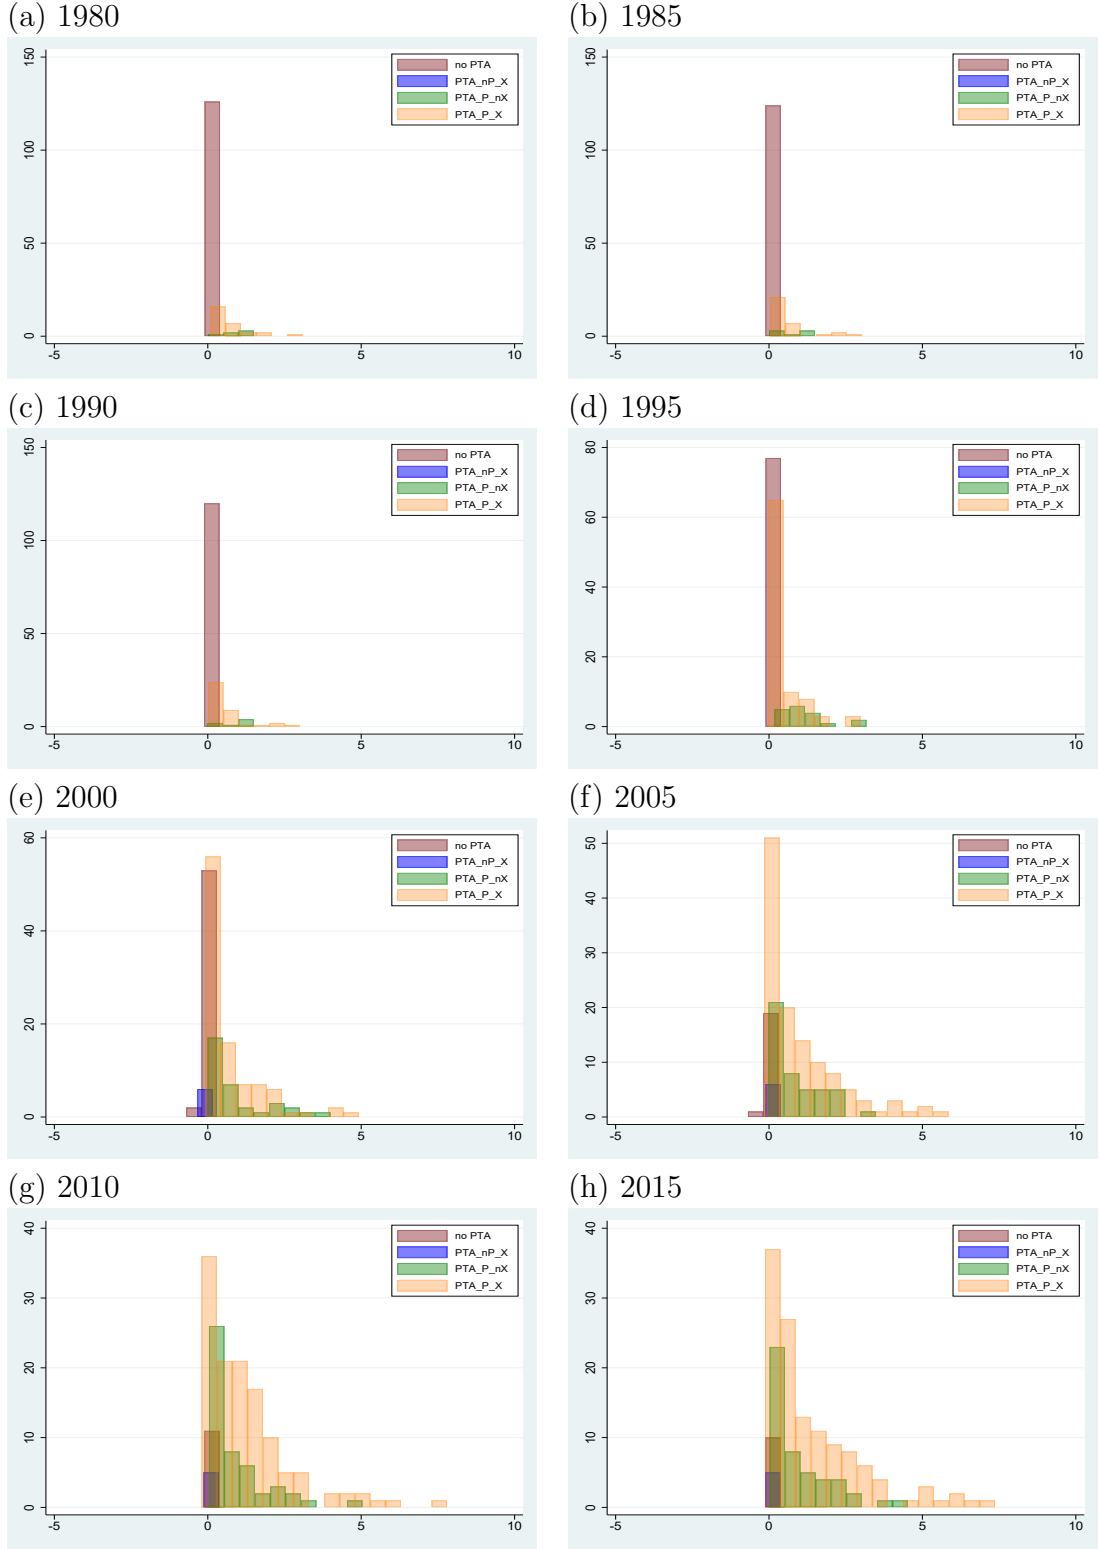 (a) 1980
(b) 1985
150
100
50
0
-5 0 5 10
no PTA
PTA_nP_X
PTA_P_nX
PTA_P_X
150
100
50
0
-5 0 5 10
no PTA
PTA_nP_X
PTA_P_nX
PTA_P_X
(c) 1990
(d) 1995
150
100
50
0
-5 0 5 10
no PTA
PTA_nP_X
PTA_P_nX
PTA_P_X
80
60
40
20
0
-5 0 5 10
no PTA
PTA_nP_X
PTA_P_nX
PTA_P_X
(e) 2000
(f) 2005
60
40
20
0
-5 0 5 10
no PTA
PTA_nP_X
PTA_P_nX
PTA_P_X
50
40
30
20
10
0
-5 0 5 10
no PTA
PTA_nP_X
PTA_P_nX
PTA_P_X
(g) 2010
(h) 2015
40
30
20
10
0
-5 0 5 10
no PTA
PTA_nP_X
PTA_P_nX
PTA_P_X
40
30
20
10
0
-5 0 5 10
no PTA
PTA_nP_X
PTA_P_nX
PTA_P_X